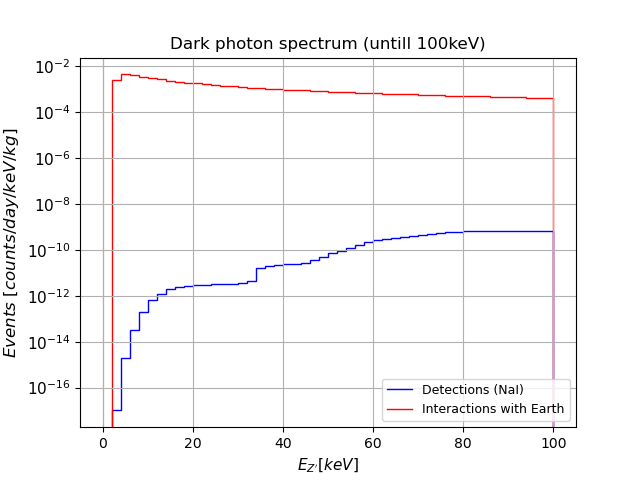 Dark photon spectrum (untill 100keV)
10⁻²
10⁻⁴
10⁻⁶
10⁻⁸
10⁻¹⁰
10⁻¹²
10⁻¹⁴
10⁻¹⁶
Events [counts/day/keV/kg]
Detections (NaI)
Interactions with Earth
0 20 40 60 80 100
E_{Z'}[keV]